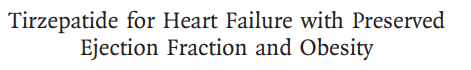 Tirzepatide for Heart Failure with Preserved
Ejection Fraction and Obesity